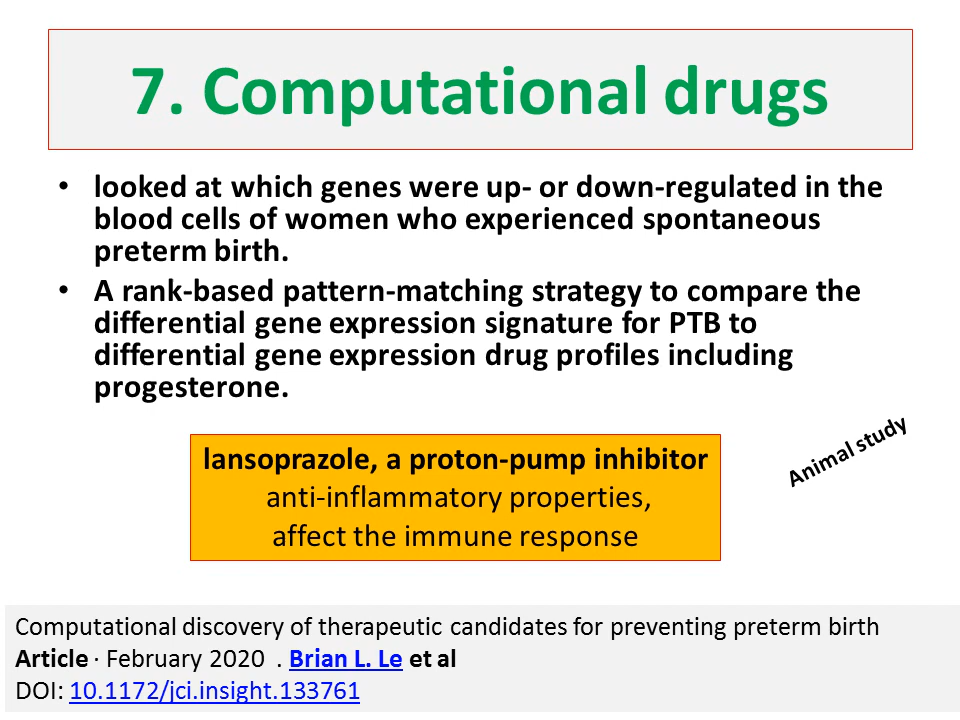 7. Computational drugs
• looked at which genes were up- or down-regulated in the
blood cells of women who experienced spontaneous
preterm birth.
• A rank-based pattern-matching strategy to compare the
differential gene expression signature for PTB to
differential gene expression drug profiles including
progesterone.
lansoprazole, a proton-pump inhibitor
anti-inflammatory properties,
affect the immune response
Animal study
Computational discovery of therapeutic candidates for preventing preterm birth
Article · February 2020 . Brian L. Le et al
DOI: 10.1172/jci.insight.133761